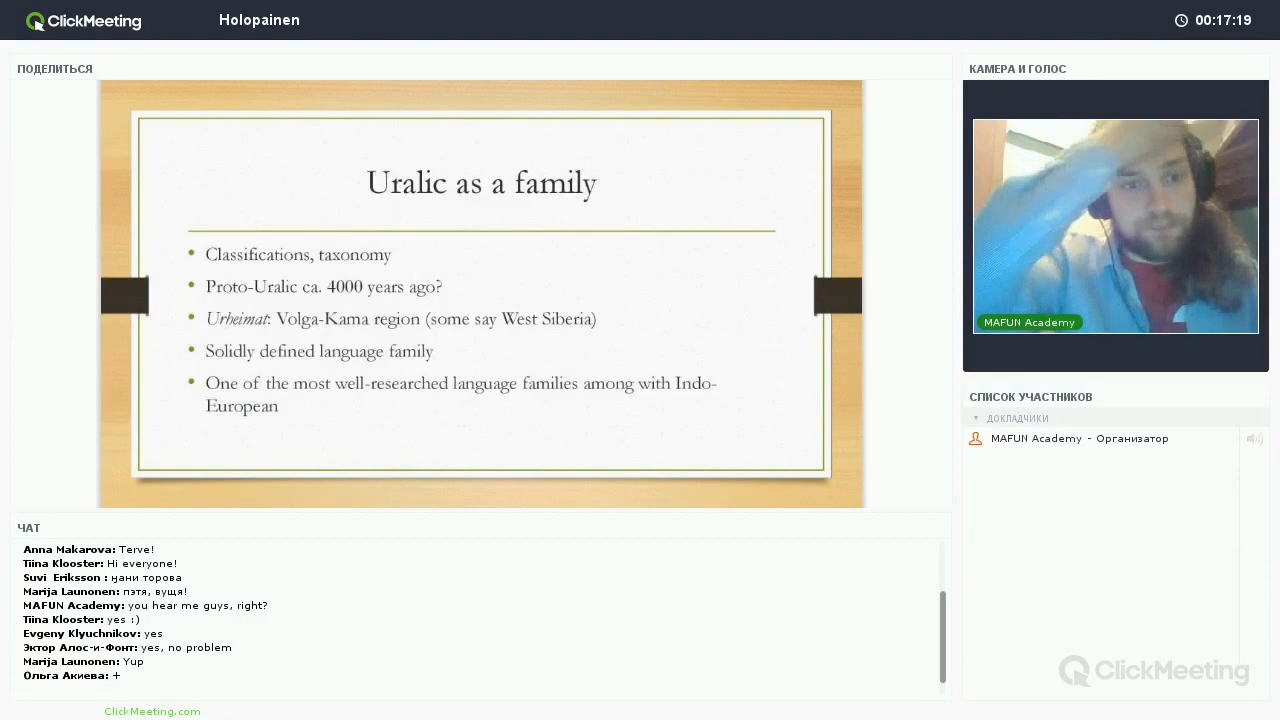 ClickMeeting
Holopainen
00:17:19
ПОДЕЛИТЬСЯ
Uralic as a family
• Classifications, taxonomy
• Proto-Uralic ca. 4000 years ago?
• Urheimat: Volga-Kama region (some say West Siberia)
• Solidly defined language family
• One of the most well-researched language families among with Indo-
European
КАМЕРА И ГОЛОС
MAFUN Academy
СПИСОК УЧАСТНИКОВ
ДОКЛАДЧИКИ
MAFUN Academy - Организатор
ЧАТ
Anna Makarova: Terve!
Tiina Klooster: Hi everyone!
Suvi Eriksson : ӈани торова
Marija Launonen: пэтя, вущя!
MAFUN Academy: you hear me guys, right?
Tiina Klooster: yes :)
Evgeny Klyuchnikov: yes
Эктор Алос-и-Фонт: yes, no problem
Marija Launonen: Yup
Ольга Акиева: +
ClickMeeting
ClickMeeting.com